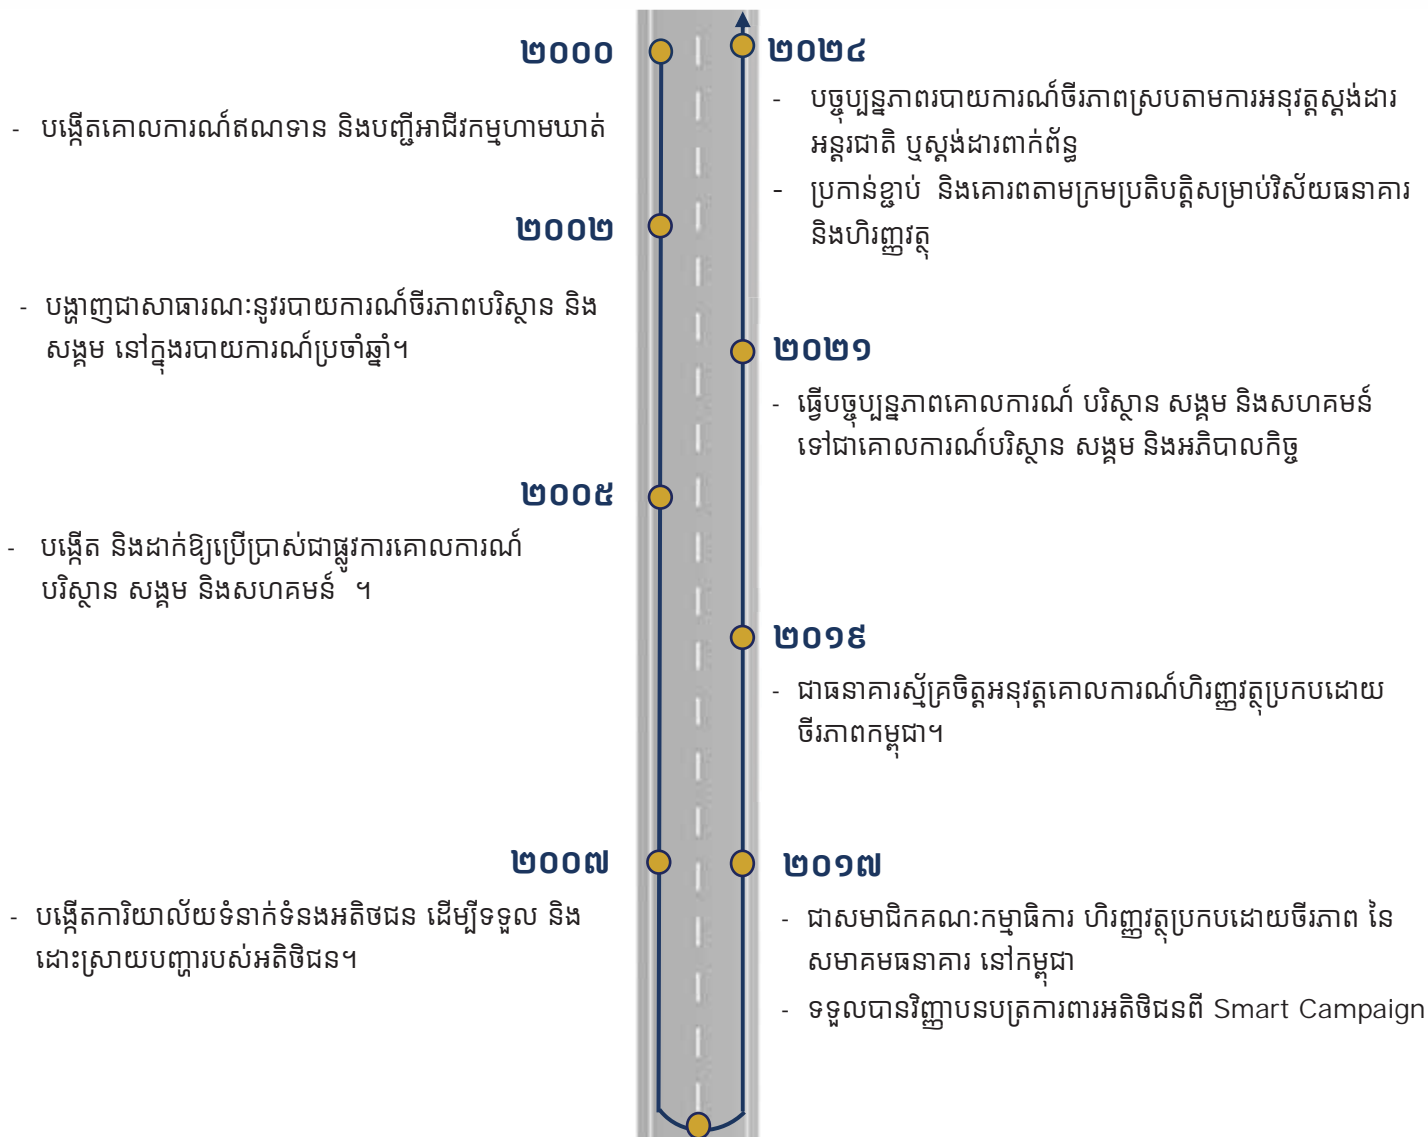 ២០០០
- បង្កើតគោលការណ៍ឥណទាន និងបញ្ជីអាជីវកម្មហាមឃាត់
២០០២
- បង្ហាញជាសាធារណៈនូវរបាយការណ៍ចីរភាពបរិស្ថាន និង
សង្គម នៅក្នុងរបាយការណ៍ប្រចាំឆ្នាំ។
២០០៥
- បង្កើត និងដាក់ឱ្យប្រើប្រាស់ជាផ្លូវការគោលការណ៍
បរិស្ថាន សង្គម និងសហគមន៍ ។
២០០៧
- បង្កើតការិយាល័យទំនាក់ទំនងអតិថជន ដើម្បីទទួល និង
ដោះស្រាយបញ្ហារបស់អតិថិជន។
២០១៧
- ជាសមាជិកគណៈកម្មាធិការ ហិរញ្ញវត្ថុប្រកបដោយចីរភាព នៃ
សមាគមធនាគារ នៅកម្ពុជា
- ទទួលបានវិញ្ញាបនបត្រការពារអតិថិជនពី Smart Campaign
២០១៩
- ជាធនាគារស្ម័គ្រចិត្តអនុវត្តគោលការណ៍ហិរញ្ញវត្ថុប្រកបដោយ
ចីរភាពកម្ពុជា។
២០២១
- ធ្វើបច្ចុប្បន្នភាពគោលការណ៍ បរិស្ថាន សង្គម និងសហគមន៍
ទៅជាគោលការណ៍បរិស្ថាន សង្គម និងអភិបាលកិច្ច
២០២៤
- បច្ចុប្បន្នភាពរបាយការណ៍ចីរភាពស្របតាមការអនុវត្តស្តង់ដារ
អន្តរជាតិ ឬស្តង់ដារពាក់ព័ន្ធ
- ប្រកាន់ខ្ជាប់ និងគោរពតាមក្រមប្រតិបត្តិសម្រាប់វិស័យធនាគារ
និងហិរញ្ញវត្ថុ